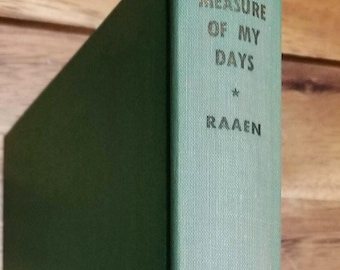 MEASURE
OF MY
DAYS
*
RAAEN